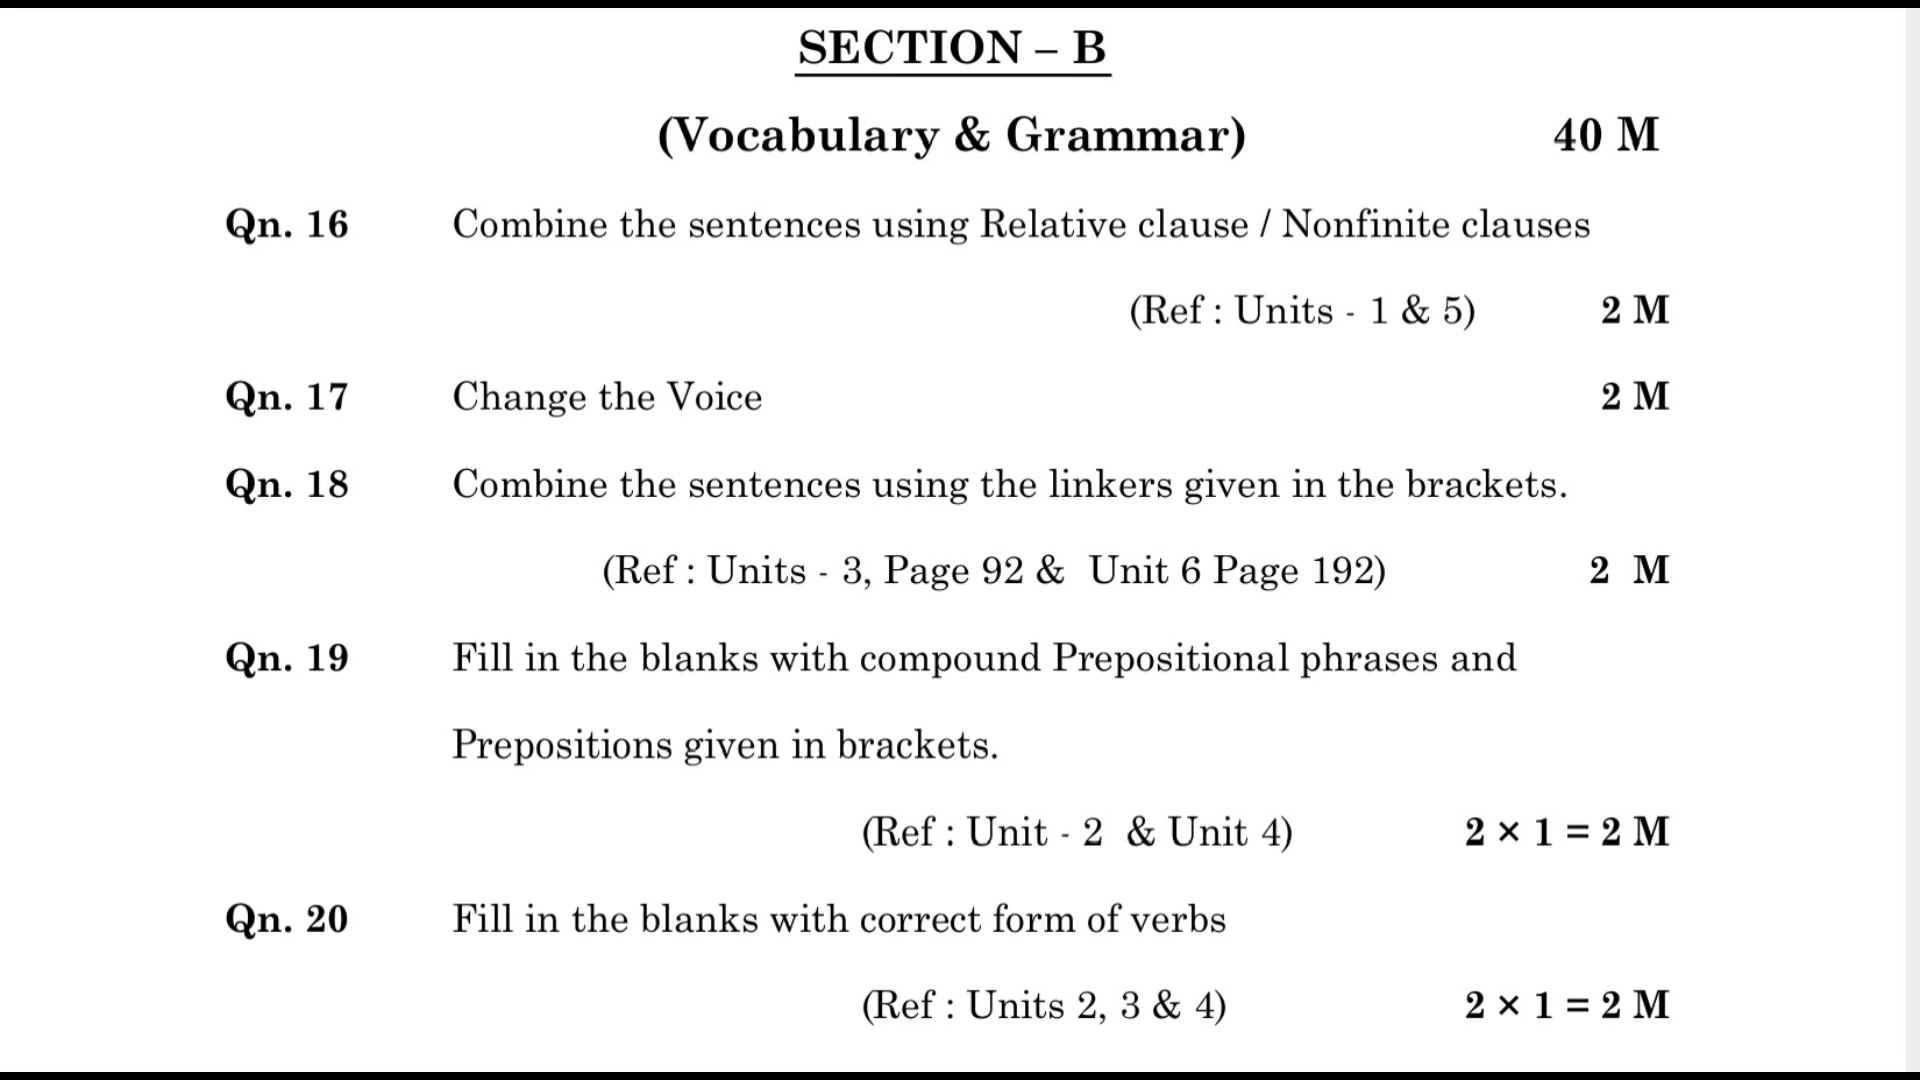 SECTION – B
(Vocabulary & Grammar) 40 M
Qn. 16 Combine the sentences using Relative clause / Nonfinite clauses
(Ref : Units - 1 & 5) 2 M
Qn. 17 Change the Voice 2 M
Qn. 18 Combine the sentences using the linkers given in the brackets.
(Ref : Units - 3, Page 92 & Unit 6 Page 192) 2 M
Qn. 19 Fill in the blanks with compound Prepositional phrases and
Prepositions given in brackets.
(Ref : Unit - 2 & Unit 4) 2 × 1 = 2 M
Qn. 20 Fill in the blanks with correct form of verbs
(Ref : Units 2, 3 & 4) 2 × 1 = 2 M